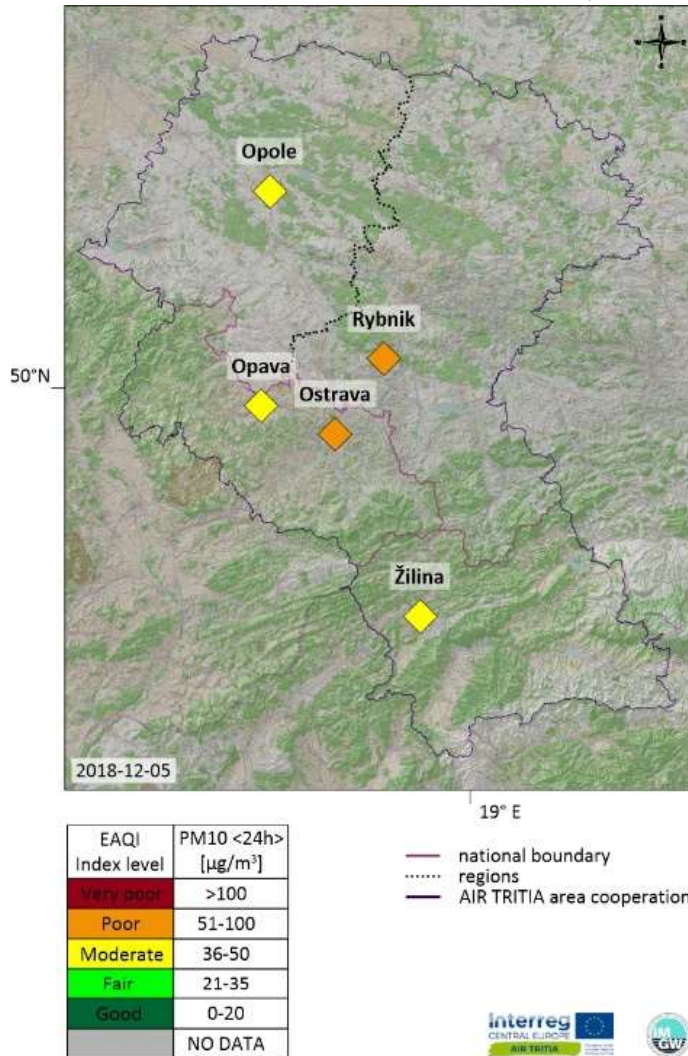 Opole
Rybnik
Opava
Ostrava
50°N
Žilina
2018-12-05
19° E
EAQI PM10 <24h>
Index level [µg/m³]
Very poor >100
Poor 51-100
Moderate 36-50
Fair 21-35
Good 0-20
NO DATA
national boundary
regions
AIR TRITIA area cooperation
Interreg
CENTRAL EUROPE
AIR TRITIA
IM
GW